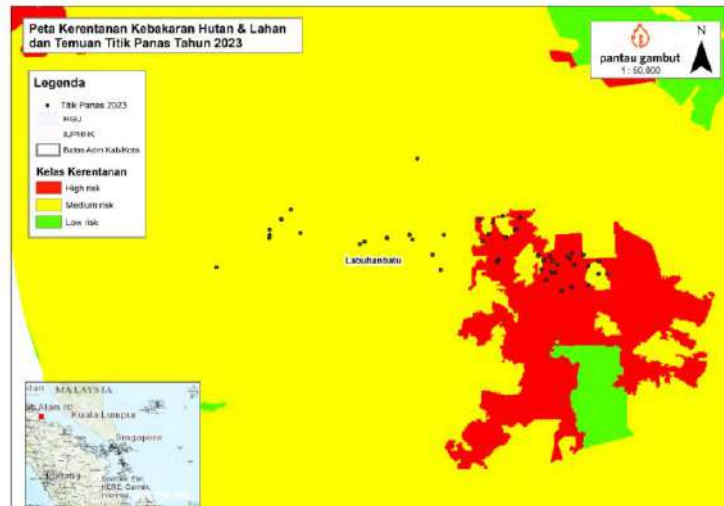 Peta Kerentanan Kebakaran Hutan & Lahan
dan Temuan Titik Panas Tahun 2023
N
pantau gambut
1 : 50,000
Legenda
Titik Panas 2023
HGU
IUPHHK
Batas Adm Kab/Kota
Kelas Kerentanan
High risk
Medium risk
Low risk
Labuhanbatu
MALAYSIA
Kuala Lumpur
Singapore
HERE, Garmin,